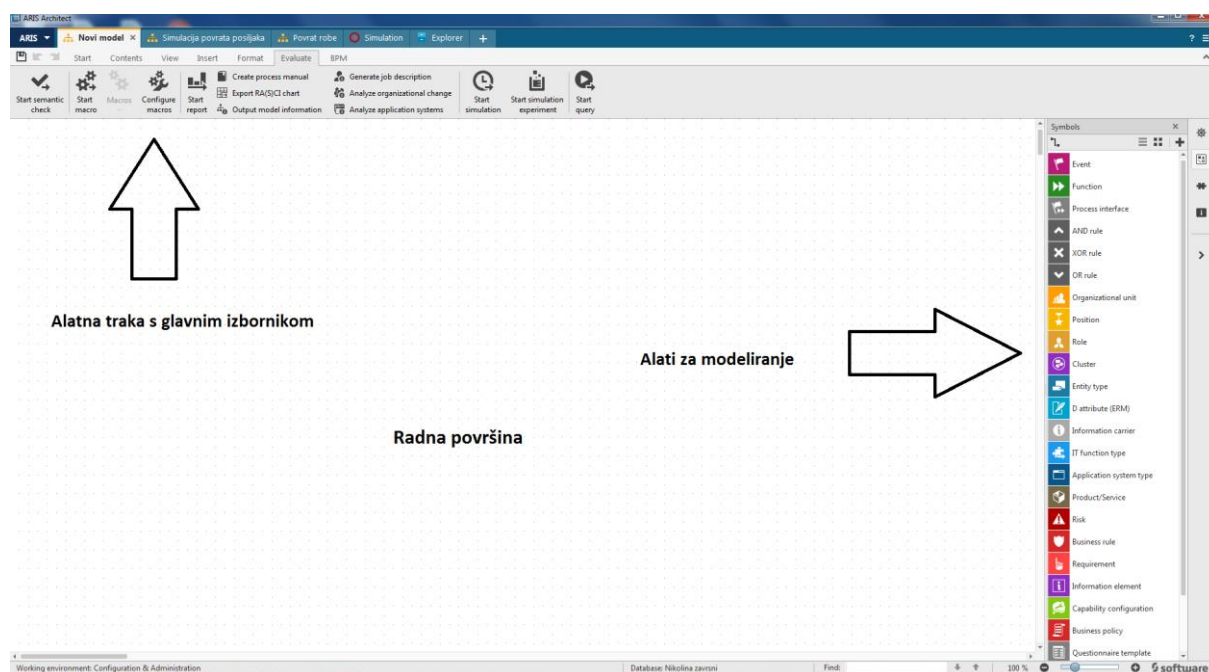 ARIS Architect
ARIS Novi model × Simulacija povrata posiljaka Povrat robe Simulation Explorer + ?
Start Contents View Insert Format Evaluate BPM
Start semantic check
Start macro
Macros
Configure macros
Start report
Create process manual
Export RA(S)CI chart
Output model information
Generate job description
Analyze organizational chart
Analyze application systems
Start simulation
Start simulation experiment
Start query
Alatna traka s glavnim izbornikom
Alati za modeliranje
Radna površina
Symbols
Event
Function
Process interface
AND rule
XOR rule
OR rule
Organizational unit
Position
Role
Cluster
Entity type
D attribute (ERM)
Information carrier
IT function type
Application system type
Product/Service
Risk
Business rule
Requirement
Information element
Capability configuration
Business policy
Questionnaire template
Working environment: Configuration & Administration Database: Nikolina zavrsni Find: 100 % software